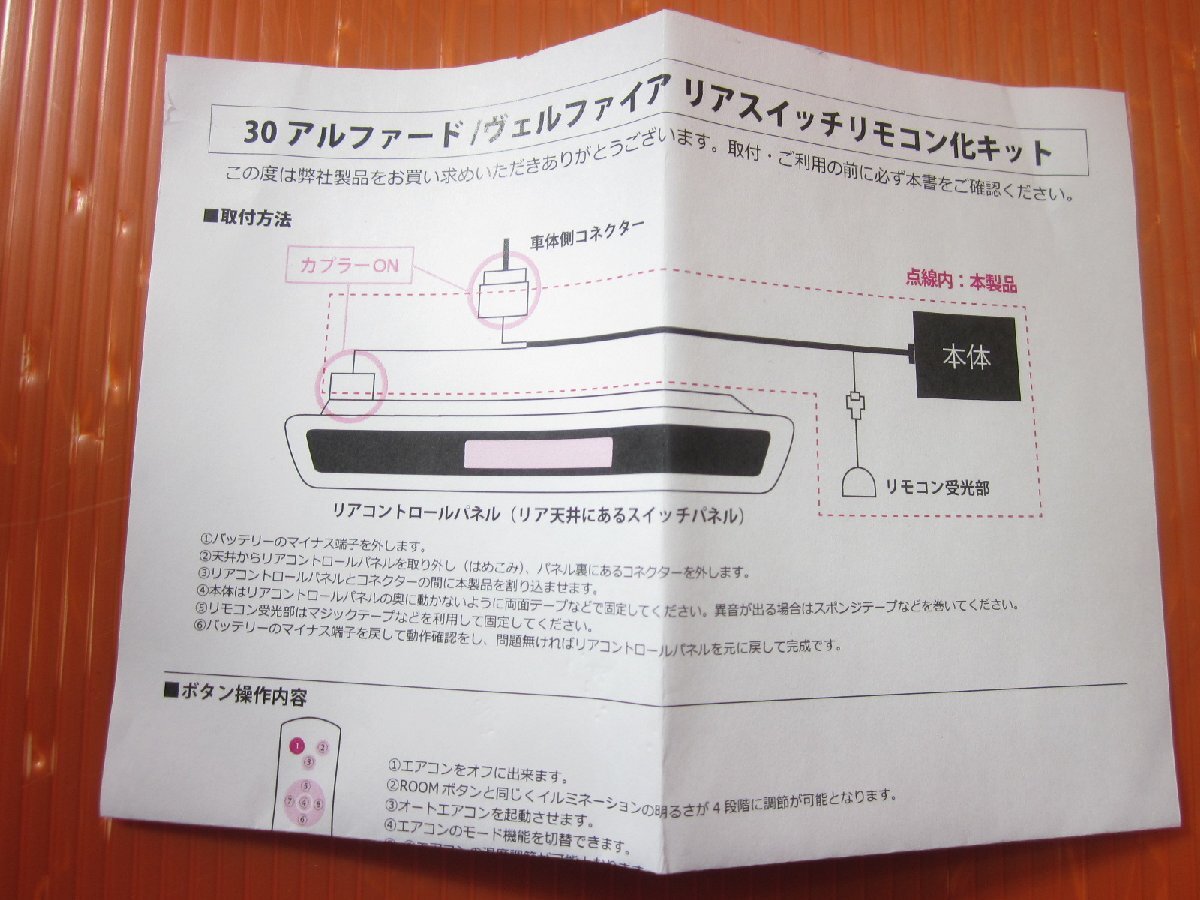 30 アルファード/ヴェルファイア リアスイッチリモコン化キット
この度は弊社製品をお買い求めいただきありがとうございます。取付・ご利用の前に必ず本書をご確認ください。
■取付方法
カプラーON
車体側コネクター
点線内：本製品
本体
リモコン受光部
リアコントロールパネル（リア天井にあるスイッチパネル）
①バッテリーのマイナス端子を外します。
②天井からリアコントロールパネルを取り外し（はめこみ）、パネル裏にあるコネクターを外します。
③リアコントロールパネルとコネクターの間に本製品を割り込ませます。
④本体はリアコントロールパネルの奥に動かないように両面テープなどで固定してください。異音が出る場合はスポンジテープなどを巻いてください。
⑤リモコン受光部はマジックテープなどを利用して固定してください。
⑥バッテリーのマイナス端子を戻して動作確認をし、問題無ければリアコントロールパネルを元に戻して完成です。
■ボタン操作内容
1 2
3
5
7 4 8
6
①エアコンをオフに出来ます。
②ROOMボタンと同じくイルミネーションの明るさが4段階に調節が可能となります。
③オートエアコンを起動させます。
④エアコンのモード機能を切替できます。